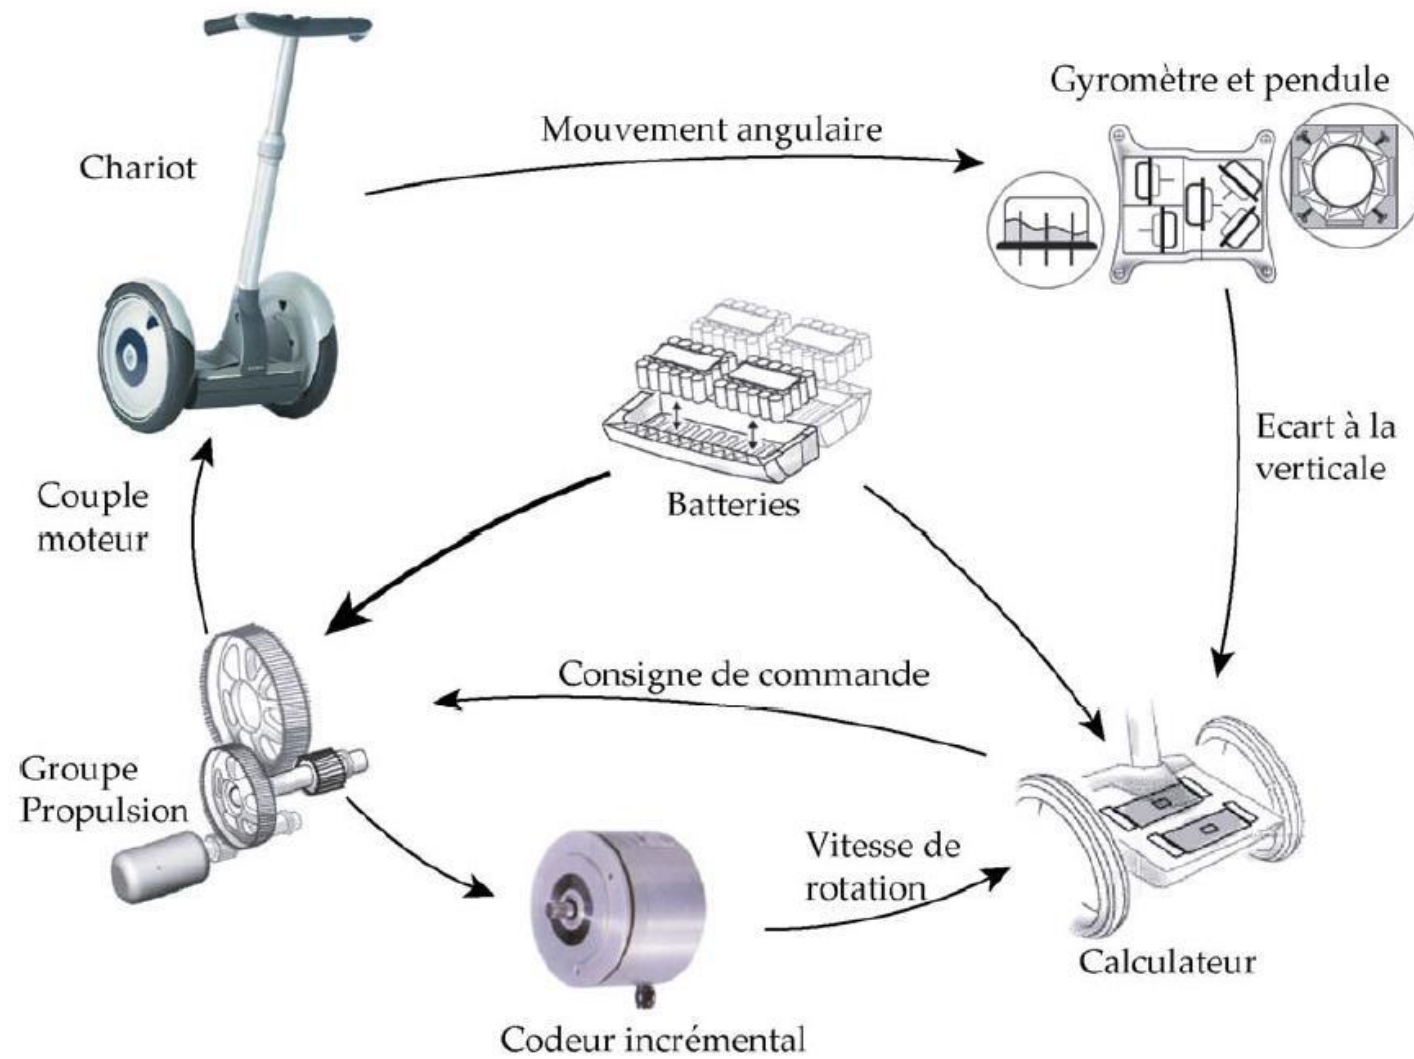 Gyromètre et pendule
Mouvement angulaire
Chariot
Ecart à la
verticale
Batteries
Couple
moteur
Consigne de commande
Groupe
Propulsion
Vitesse de
rotation
Calculateur
Codeur incrémental